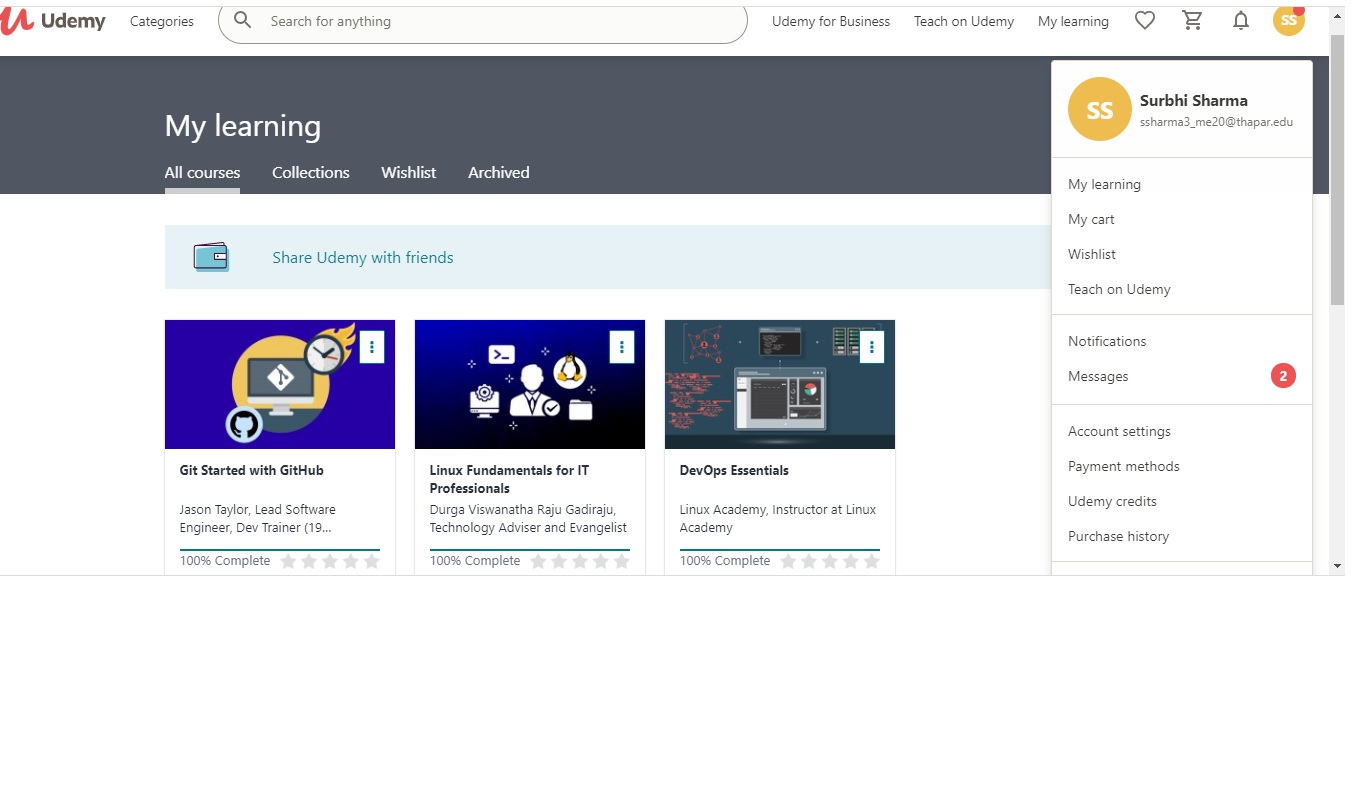 Udemy
Categories
Search for anything
Udemy for Business
Teach on Udemy
My learning
SS
SS
Surbhi Sharma
ssharma3_me20@thapar.edu
My learning
All courses
Collections
Wishlist
Archived
My learning
My cart
Wishlist
Teach on Udemy
Share Udemy with friends
Notifications
Messages
2
Account settings
Payment methods
Udemy credits
Purchase history
Git Started with GitHub
Jason Taylor, Lead Software
Engineer, Dev Trainer (19...
100% Complete
Linux Fundamentals for IT
Professionals
Durga Viswanatha Raju Gadiraju,
Technology Adviser and Evangelist
100% Complete
DevOps Essentials
Linux Academy, Instructor at Linux
Academy
100% Complete